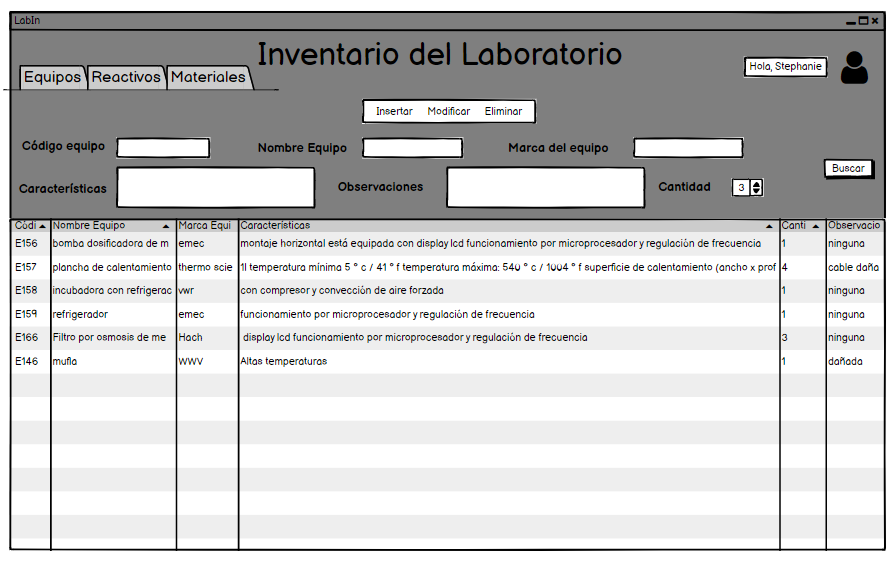 LabIn
Inventario del Laboratorio
Equipos Reactivos Materiales
Hola, Stephanie
Insertar Modificar Eliminar
Código equipo Nombre Equipo Marca del equipo
Buscar
Características Observaciones Cantidad 3
Códi Nombre Equipo Marca Equi Características Canti Observacio
E156 bomba dosificadora de m emec montaje horizontal está equipada con display lcd funcionamiento por microprocesador y regulación de frecuencia 1 ninguna
E157 plancha de calentamiento thermo scie 1l temperatura mínima 5 ° c / 41 ° f temperatura máxima: 540 ° c / 1004 ° f superficie de calentamiento (ancho x prof 4 cable daña
E158 incubadora con refrigerac vwr con compresor y convección de aire forzada 1 ninguna
E159 refrigerador emec funcionamiento por microprocesador y regulación de frecuencia 1 ninguna
E166 Filtro por osmosis de me Hach display lcd funcionamiento por microprocesador y regulación de frecuencia 3 ninguna
E146 mufla WWV Altas temperaturas 1 dañada